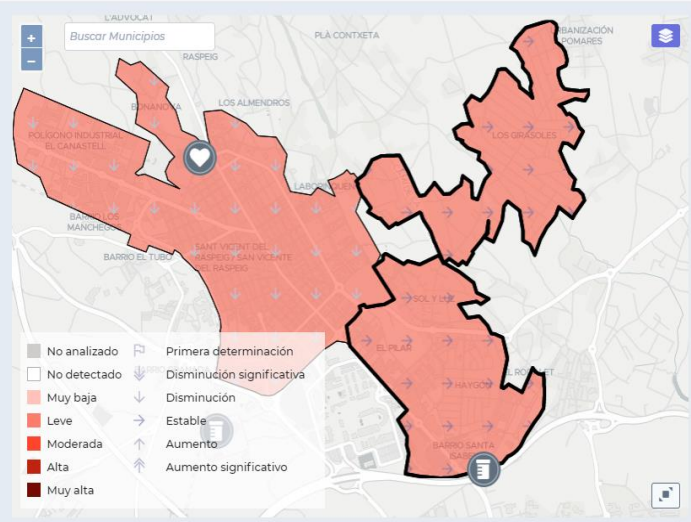 L'ADVOCAT
+
Buscar Municipios
−
PLÀ CONTXETA
URBANIZACIÓN
POMARES
RASPEIG
BONANOVA
LOS ALMENDROS
POLÍGONO INDUSTRIAL
EL CANASTELL
LOS GIRASOLES
LABORINQUEN
BARRIO LOS
MANCHEGOS
BARRIO EL TUBO
SANT VICENT DEL
RASPEIG / SAN VICENTE
DEL RASPEIG
SOL Y LUZ
EL PILAR
HAYGON
BARRIO SANTA
ISABEL
No analizado
Primera determinación
No detectado
Disminución significativa
Muy baja
Disminución
Leve
Estable
Moderada
Aumento
Alta
Aumento significativo
Muy alta